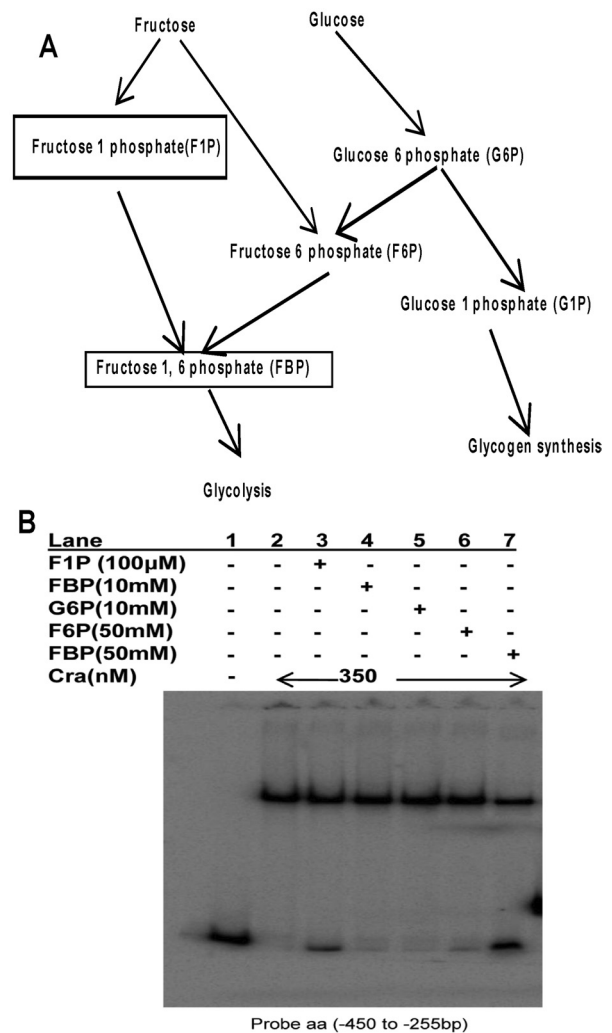 A
Fructose
Glucose
Fructose 1 phosphate(F1P)
Glucose 6 phosphate (G6P)
Fructose 6 phosphate (F6P)
Glucose 1 phosphate (G1P)
Fructose 1, 6 phosphate (FBP)
Glycogen synthesis
Glycolysis
B
Lane 1 2 3 4 5 6 7
F1P (100µM) - - + - - - -
FBP(10mM) - - - + - - -
G6P(10mM) - - - - + - -
F6P(50mM) - - - - - + -
FBP(50mM) - - - - - - +
Cra(nM) - 350
Probe aa (-450 to -255bp)